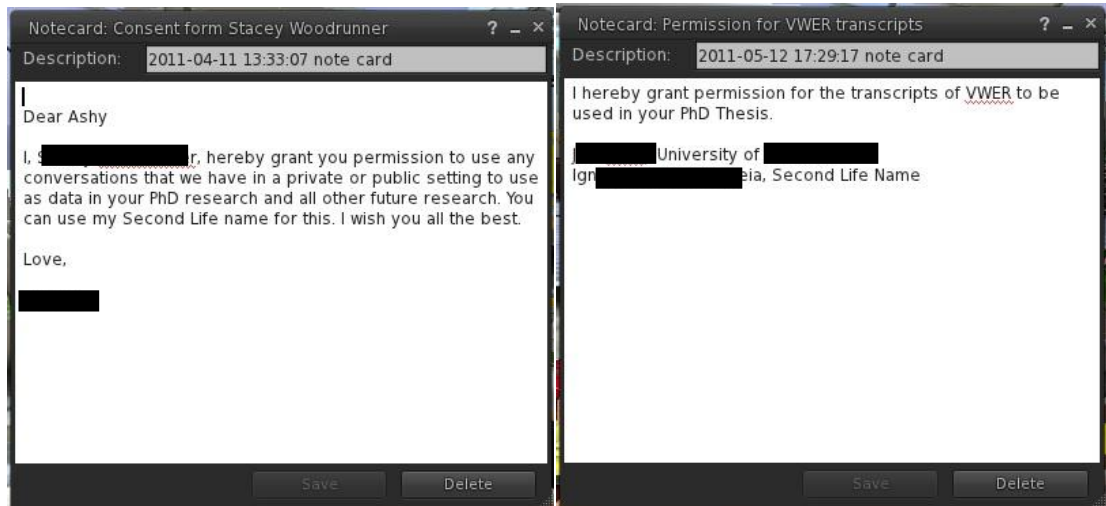 Notecard: Consent form Stacey Woodrunner ? _ ×
Description: 2011-04-11 13:33:07 note card
Dear Ashy
I, hereby grant you permission to use any
conversations that we have in a private or public setting to use
as data in your PhD research and all other future research. You
can use my Second Life name for this. I wish you all the best.
Love,
Save Delete
Notecard: Permission for VWER transcripts ? _ ×
Description: 2011-05-12 17:29:17 note card
I hereby grant permission for the transcripts of VWER to be
used in your PhD Thesis.
University of
Ign eia, Second Life Name
Save Delete